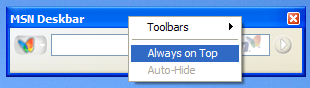 MSN Deskbar
Toolbars
Always on Top
Auto-Hide